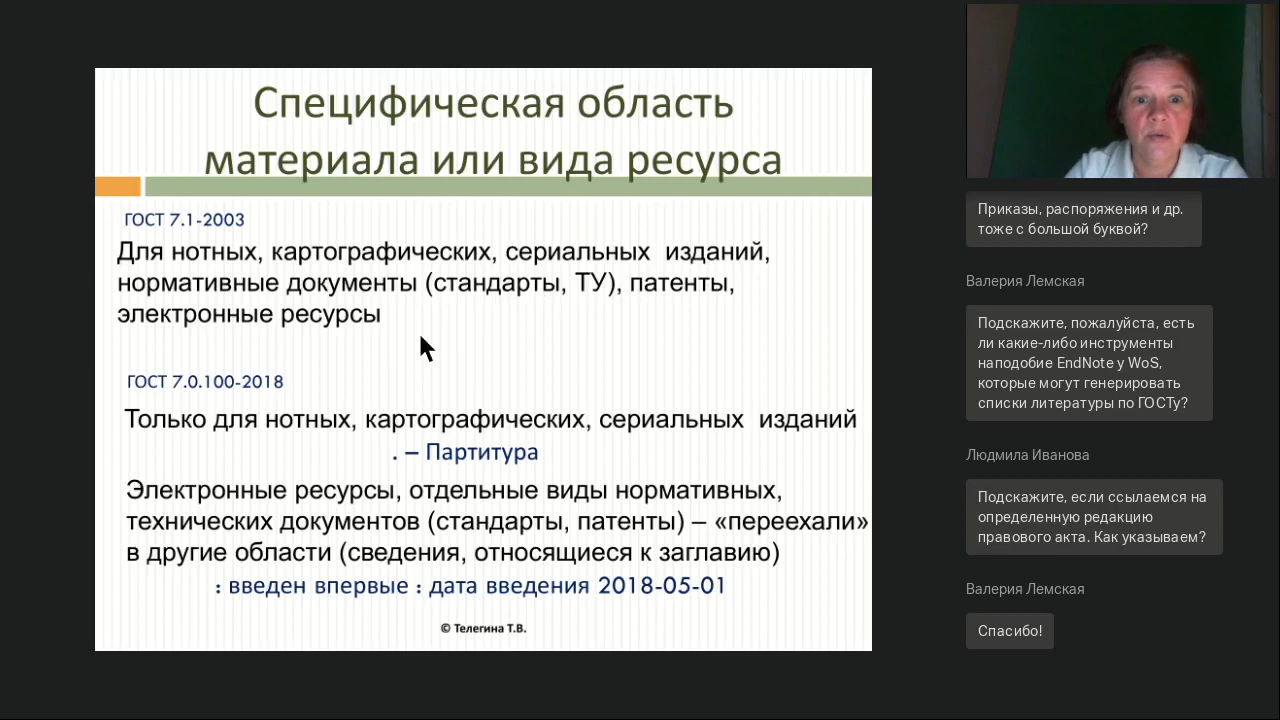 Специфическая область
материала или вида ресурса
ГОСТ 7.1-2003
Для нотных, картографических, сериальных изданий,
нормативные документы (стандарты, ТУ), патенты,
электронные ресурсы
ГОСТ 7.0.100-2018
Только для нотных, картографических, сериальных изданий
. – Партитура
Электронные ресурсы, отдельные виды нормативных,
технических документов (стандарты, патенты) – «переехали»
в другие области (сведения, относящиеся к заглавию)
: введен впервые : дата введения 2018-05-01
© Телегина Т.В.
Приказы, распоряжения и др.
тоже с большой буквой?
Валерия Лемская
Подскажите, пожалуйста, есть
ли какие-либо инструменты
наподобие EndNote у WoS,
которые могут генерировать
списки литературы по ГОСТу?
Людмила Иванова
Подскажите, если ссылаемся на
определенную редакцию
правового акта. Как указываем?
Валерия Лемская
Спасибо!